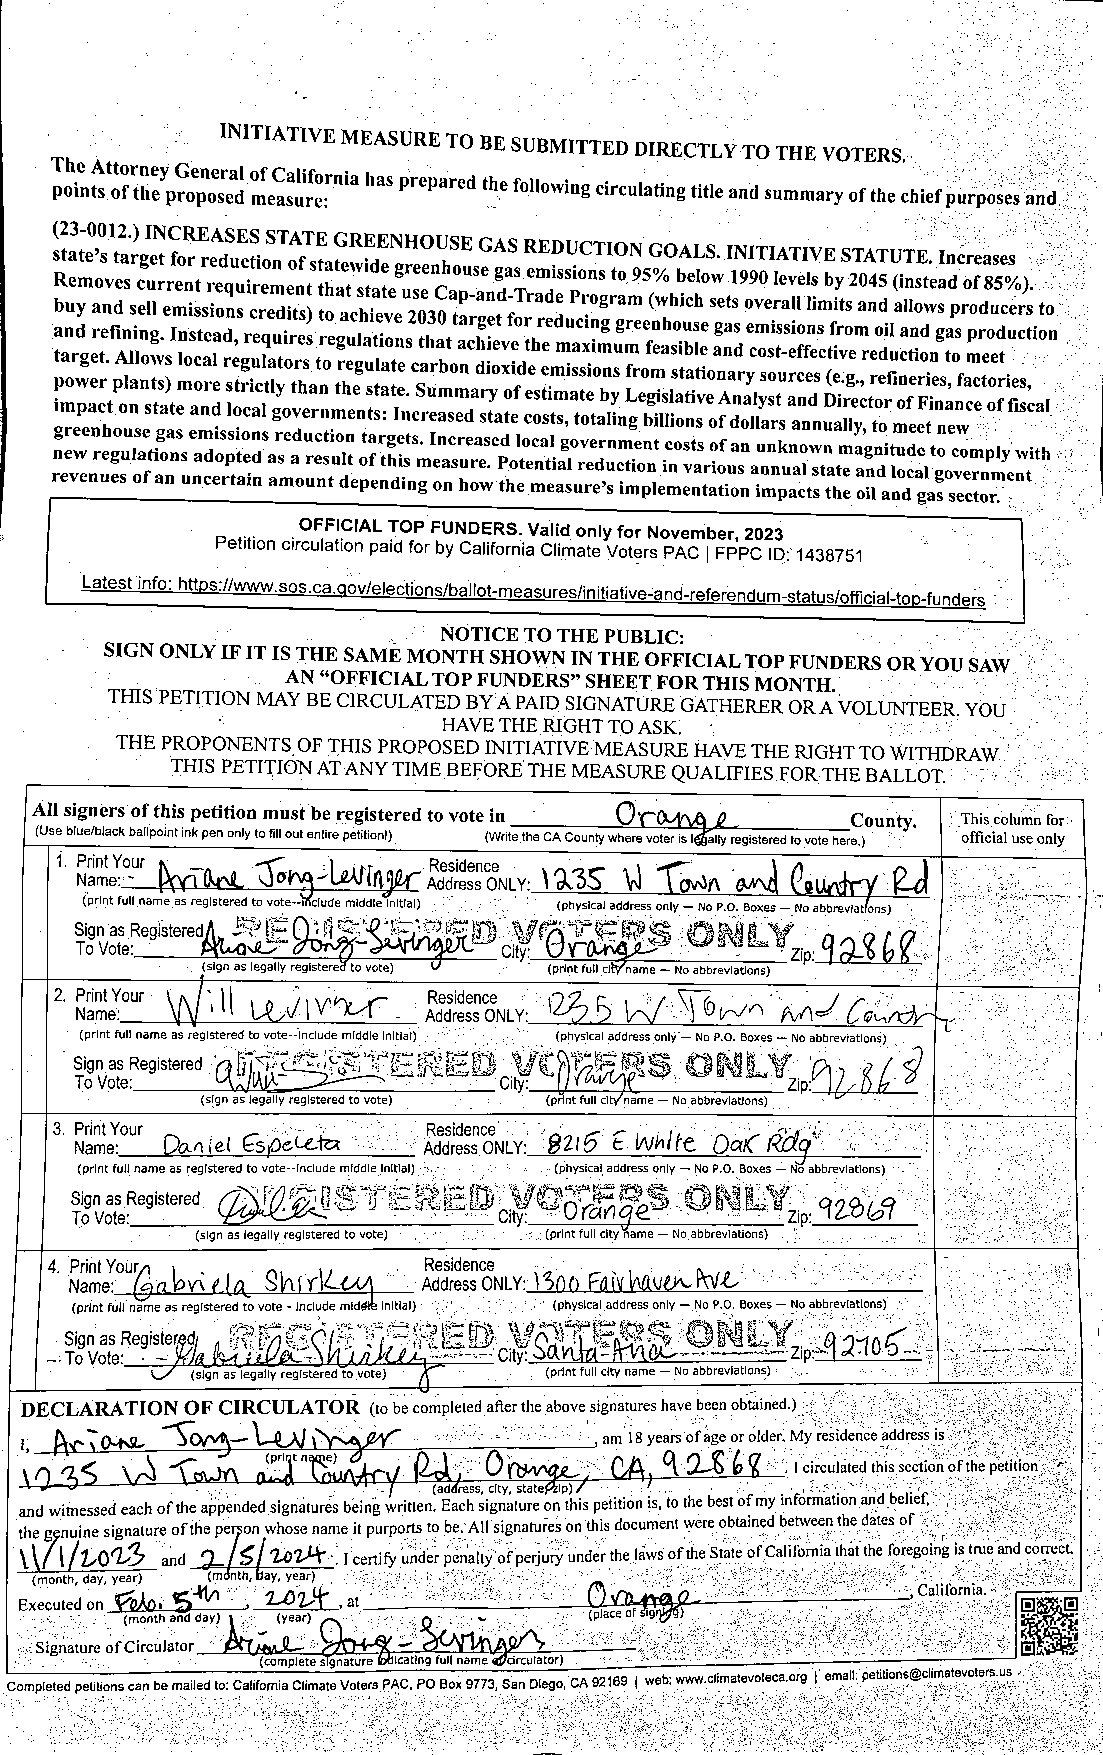 INITIATIVE MEASURE TO BE SUBMITTED DIRECTLY TO THE VOTERS.
The Attorney General of California has prepared the following circulating title and summary of the chief purposes and
points of the proposed measure:
(23-0012.) INCREASES STATE GREENHOUSE GAS REDUCTION GOALS. INITIATIVE STATUTE. Increases
state's target for reduction of statewide greenhouse gas emissions to 95% below 1990 levels by 2045 (instead of 85%).
Removes current requirement that state use Cap-and-Trade Program (which sets overall limits and allows producers to
buy and sell emissions credits) to achieve 2030 target for reducing greenhouse gas emissions from oil and gas production
and refining. Instead, requires regulations that achieve the maximum feasible and cost-effective reduction to meet
target. Allows local regulators to regulate carbon dioxide emissions from stationary sources (e.g., refineries, factories,
power plants) more strictly than the state. Summary of estimate by Legislative Analyst and Director of Finance of fiscal
impact on state and local governments: Increased state costs, totaling billions of dollars annually, to meet new
greenhouse gas emissions reduction targets. Increased local government costs of an unknown magnitude to comply with
new regulations adopted as a result of this measure. Potential reduction in various annual state and local government
revenues of an uncertain amount depending on how the measure's implementation impacts the oil and gas sector.
OFFICIAL TOP FUNDERS. Valid only for November, 2023
Petition circulation paid for by California Climate Voters PAC | FPPC ID: 1438751
Latest info: https://www.sos.ca.gov/elections/ballot-measures/initiative-and-referendum-status/official-top-funders
NOTICE TO THE PUBLIC:
SIGN ONLY IF IT IS THE SAME MONTH SHOWN IN THE OFFICIAL TOP FUNDERS OR YOU SAW
AN “OFFICIAL TOP FUNDERS” SHEET FOR THIS MONTH.
THIS PETITION MAY BE CIRCULATED BY A PAID SIGNATURE GATHERER OR A VOLUNTEER. YOU
HAVE THE RIGHT TO ASK.
THE PROPONENTS OF THIS PROPOSED INITIATIVE MEASURE HAVE THE RIGHT TO WITHDRAW
THIS PETITION AT ANY TIME BEFORE THE MEASURE QUALIFIES FOR THE BALLOT.
All signers of this petition must be registered to vote in Orange County. This column for
(Use blue/black ballpoint ink pen only to fill out entire petition!) (Write the CA County where voter is legally registered to vote here.) official use only
1. Print Your Name: Ariane Jong-Levinger Residence Address ONLY: 1235 W Town and Country Rd
(print full name as registered to vote--include middle initial) (physical address only – No P.O. Boxes – No abbreviations)
REGISTERED VOTERS ONLY
Sign as Registered To Vote: Ariane Jong-Levinger City: Orange Zip: 92868
(sign as legally registered to vote) (print full city name – No abbreviations)
2. Print Your Name: Will Levinger Residence Address ONLY: 1235 W Town and Country
(print full name as registered to vote--include middle initial) (physical address only – No P.O. Boxes – No abbreviations)
REGISTERED VOTERS ONLY
Sign as Registered To Vote: City: Orange Zip: 92868
(sign as legally registered to vote) (print full city name – No abbreviations)
3. Print Your Name: Daniel Espeleta Residence Address ONLY: 8215 E White Oak Rdg
(print full name as registered to vote--include middle initial) (physical address only – No P.O. Boxes – No abbreviations)
REGISTERED VOTERS ONLY
Sign as Registered To Vote: City: Orange Zip: 92869
(sign as legally registered to vote) (print full city name – No abbreviations)
4. Print Your Name: Gabriela Shirkey Residence Address ONLY: 1300 Fairhaven Ave
(print full name as registered to vote - include middle initial) (physical address only – No P.O. Boxes – No abbreviations)
REGISTERED VOTERS ONLY
Sign as Registered To Vote: Gabriela Shirkey City: Santa Ana Zip: 92705
(sign as legally registered to vote) (print full city name – No abbreviations)
DECLARATION OF CIRCULATOR (to be completed after the above signatures have been obtained.)
I, Ariane Jong-Levinger, am 18 years of age or older. My residence address is
(print name)
1235 W Town and Country Rd, Orange, CA, 92868. I circulated this section of the petition
(address, city, state, zip)
and witnessed each of the appended signatures being written. Each signature on this petition is, to the best of my information and belief,
the genuine signature of the person whose name it purports to be. All signatures on this document were obtained between the dates of
11/1/2023 and 2/5/2024. I certify under penalty of perjury under the laws of the State of California that the foregoing is true and correct.
(month, day, year) (month, day, year)
Executed on Feb. 5th, 2024, at Orange, California.
(month and day) (year) (place of signing)
Signature of Circulator Ariane Jong-Levinger
(complete signature indicating full name of circulator)
Completed petitions can be mailed to: California Climate Voters PAC, PO Box 9773, San Diego, CA 92169 | web: www.climatevoteca.org | email: petitions@climatevoters.us